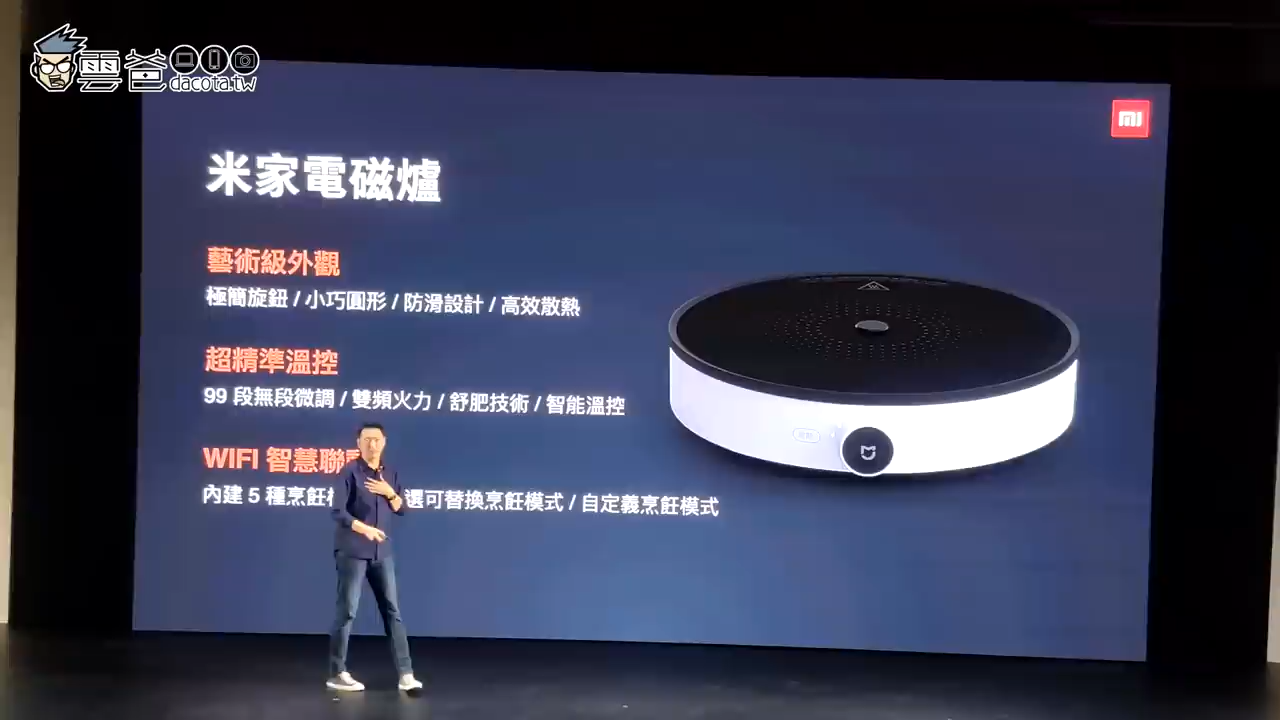 雲爸
dacota.tw
mi
米家電磁爐
藝術級外觀
極簡旋鈕 / 小巧圓形 / 防滑設計 / 高效散熱
超精準溫控
99 段無段微調 / 雙頻火力 / 舒肥技術 / 智能溫控
WIFI 智慧聯
內建 5 種烹飪 選可替換烹飪模式 / 自定義烹飪模式